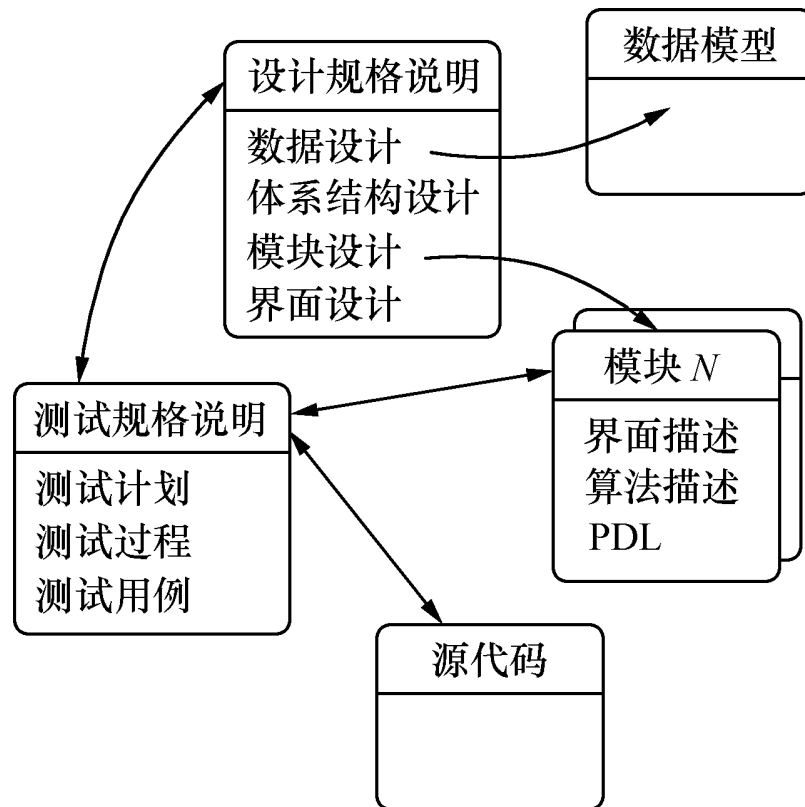 设计规格说明
数据设计
体系结构设计
模块设计
界面设计
数据模型
测试规格说明
测试计划
测试过程
测试用例
模块 N
界面描述
算法描述
PDL
源代码